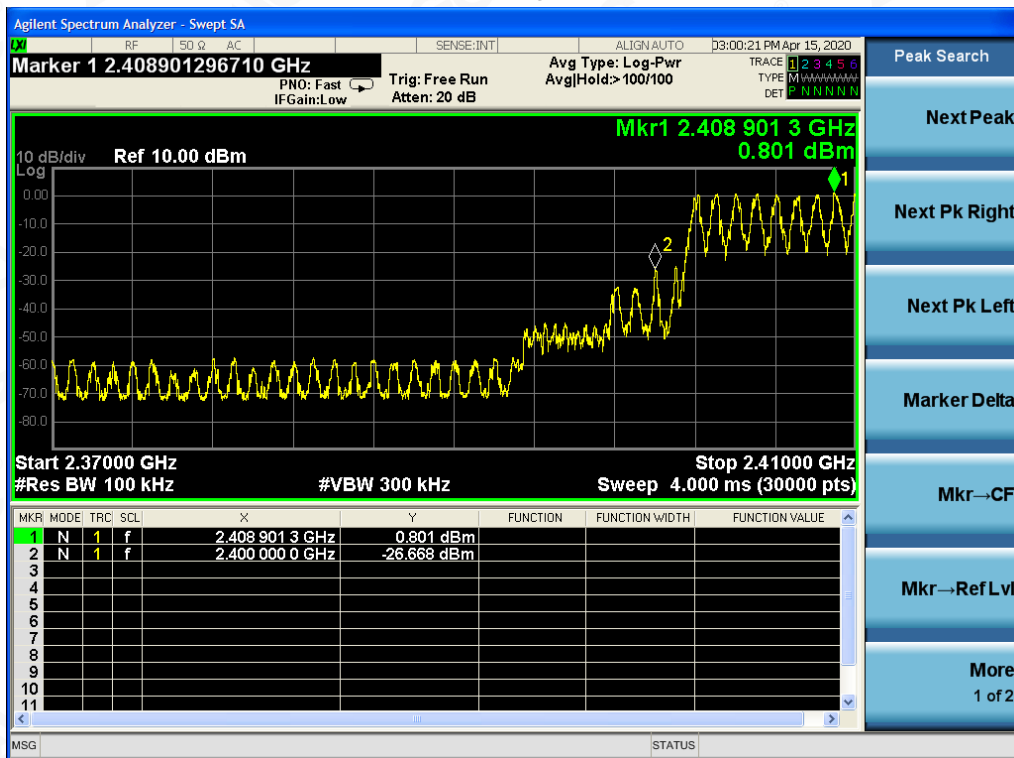 Agilent Spectrum Analyzer - Swept SA
LXI RF 50 Ω AC SENSE:INT ALIGN AUTO 03:00:21 PM Apr 15, 2020
Marker 1 2.408901296710 GHz
PNO: Fast
IFGain:Low
Trig: Free Run
Atten: 20 dB
Avg Type: Log-Pwr
Avg|Hold:>100/100
TRACE 1 2 3 4 5 6
TYPE M WWWWW
DET P N N N N N
Peak Search
Next Peak
Next Pk Right
Next Pk Left
Marker Delta
Mkr→CF
Mkr→Ref Lvl
More
1 of 2
Mkr1 2.408 901 3 GHz
0.801 dBm
10 dB/div Ref 10.00 dBm
Log
1
2
0.00
-10.0
-20.0
-30.0
-40.0
-50.0
-60.0
-70.0
-80.0
Start 2.37000 GHz Stop 2.41000 GHz
#Res BW 100 kHz #VBW 300 kHz Sweep 4.000 ms (30000 pts)
MKR MODE TRC SCL X Y FUNCTION FUNCTION WIDTH FUNCTION VALUE
1 N 1 f 2.408 901 3 GHz 0.801 dBm
2 N 1 f 2.400 000 0 GHz -26.668 dBm
3
4
5
6
7
8
9
10
11
MSG STATUS